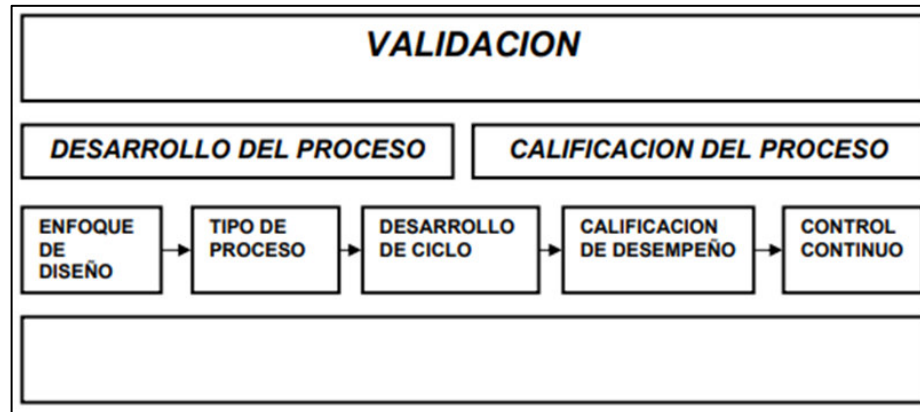 VALIDACION
DESARROLLO DEL PROCESO
CALIFICACION DEL PROCESO
ENFOQUE
DE
DISEÑO
TIPO DE
PROCESO
DESARROLLO
DE CICLO
CALIFICACION
DE DESEMPEÑO
CONTROL
CONTINUO